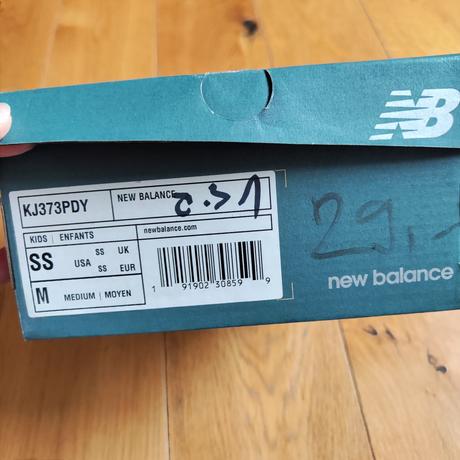 NB
KJ373PDY
NEW BALANCE
KIDS | ENFANTS
newbalance.com
SS
USA SS SS UK
SS EUR
M
MEDIUM | MOYEN
1 91902 30859 9
29,-
new balance